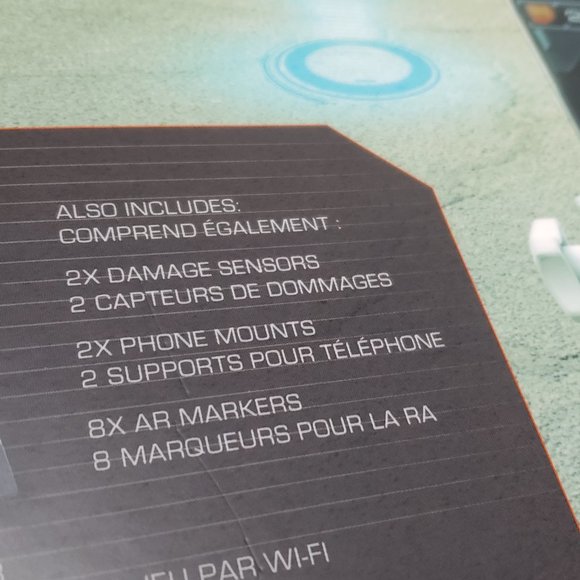 ALSO INCLUDES:
COMPREND ÉGALEMENT :
2X DAMAGE SENSORS
2 CAPTEURS DE DOMMAGES
2X PHONE MOUNTS
2 SUPPORTS POUR TÉLÉPHONE
8X AR MARKERS
8 MARQUEURS POUR LA RA
PAR WI-FI